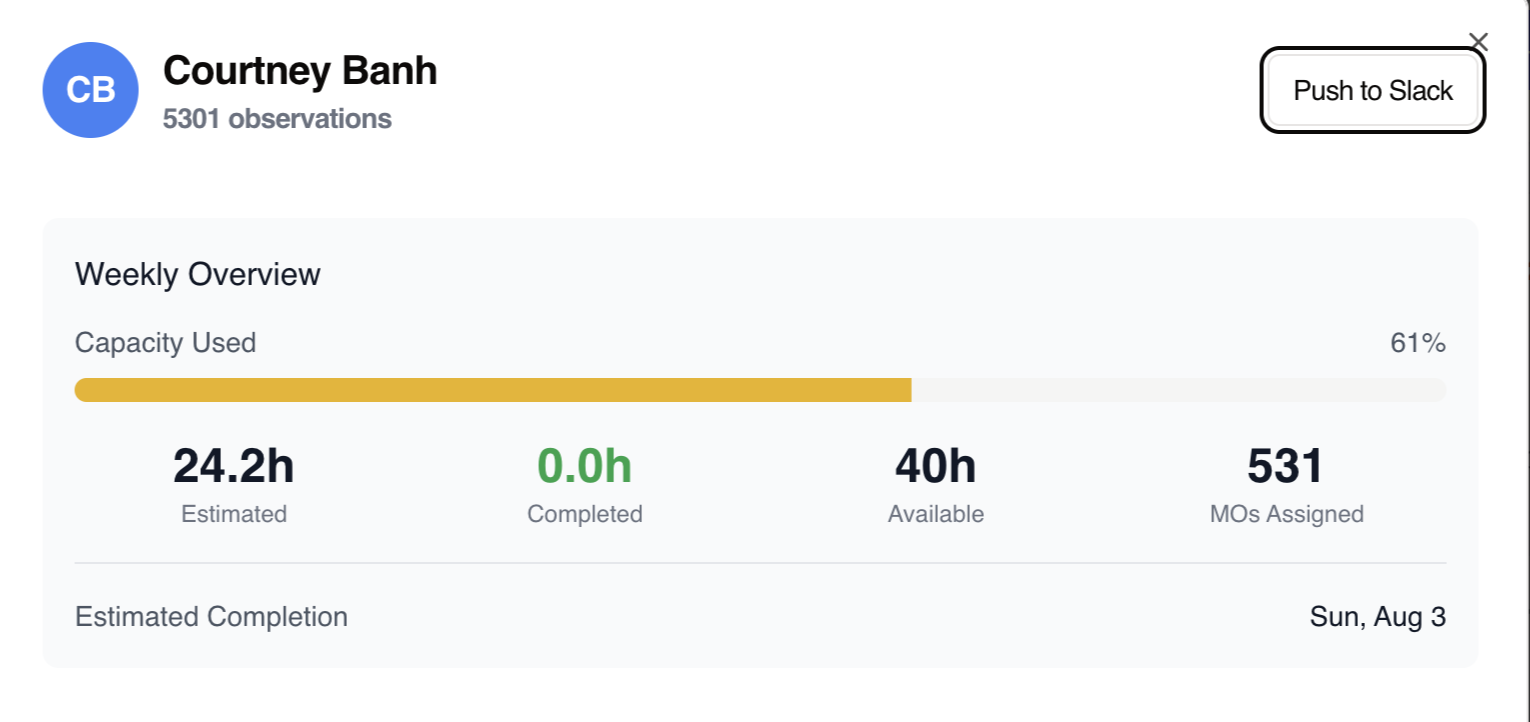 CB
Courtney Banh
5301 observations
Push to Slack
Weekly Overview
Capacity Used
61%
24.2h
Estimated
0.0h
Completed
40h
Available
531
MOs Assigned
Estimated Completion
Sun, Aug 3